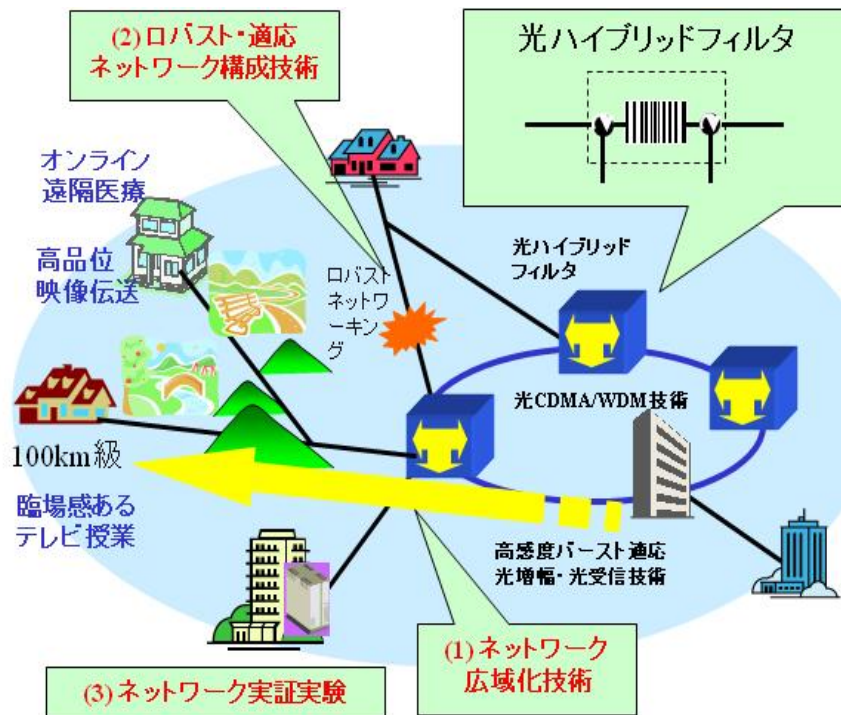 (2)ロバスト・適応
ネットワーク構成技術
光ハイブリッドフィルタ
オンライン
遠隔医療
高品位
映像伝送
ロバスト
ネットワ
ーキン
グ
光ハイブリッド
フィルタ
光CDMA/WDM技術
100km級
臨場感ある
テレビ授業
高感度バースト適応
光増幅・光受信技術
(1)ネットワーク
広域化技術
(3)ネットワーク実証実験